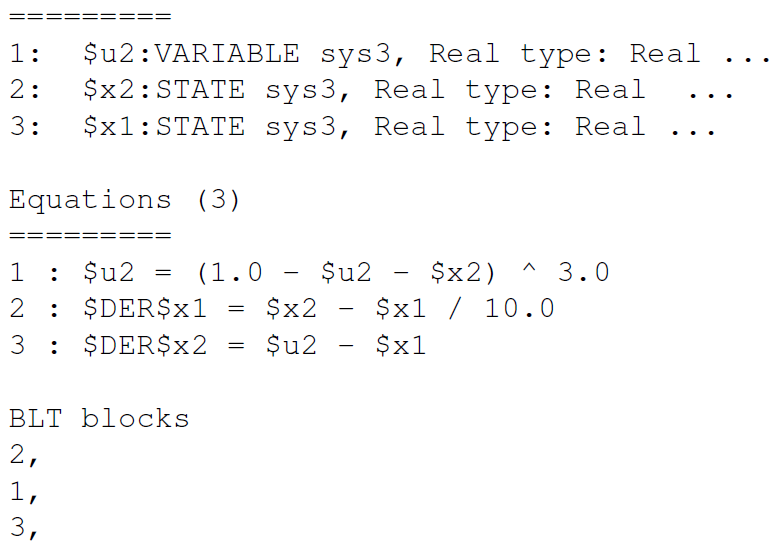 =========
1:  $u2:VARIABLE sys3, Real type: Real ...
2:  $x2:STATE sys3, Real type: Real  ...
3:  $x1:STATE sys3, Real type: Real ...
Equations (3)
=========
1 : $u2 = (1.0 - $u2 - $x2) ^ 3.0
2 : $DER$x1 = $x2 - $x1 / 10.0
3 : $DER$x2 = $u2 - $x1
BLT blocks
2,
1,
3,